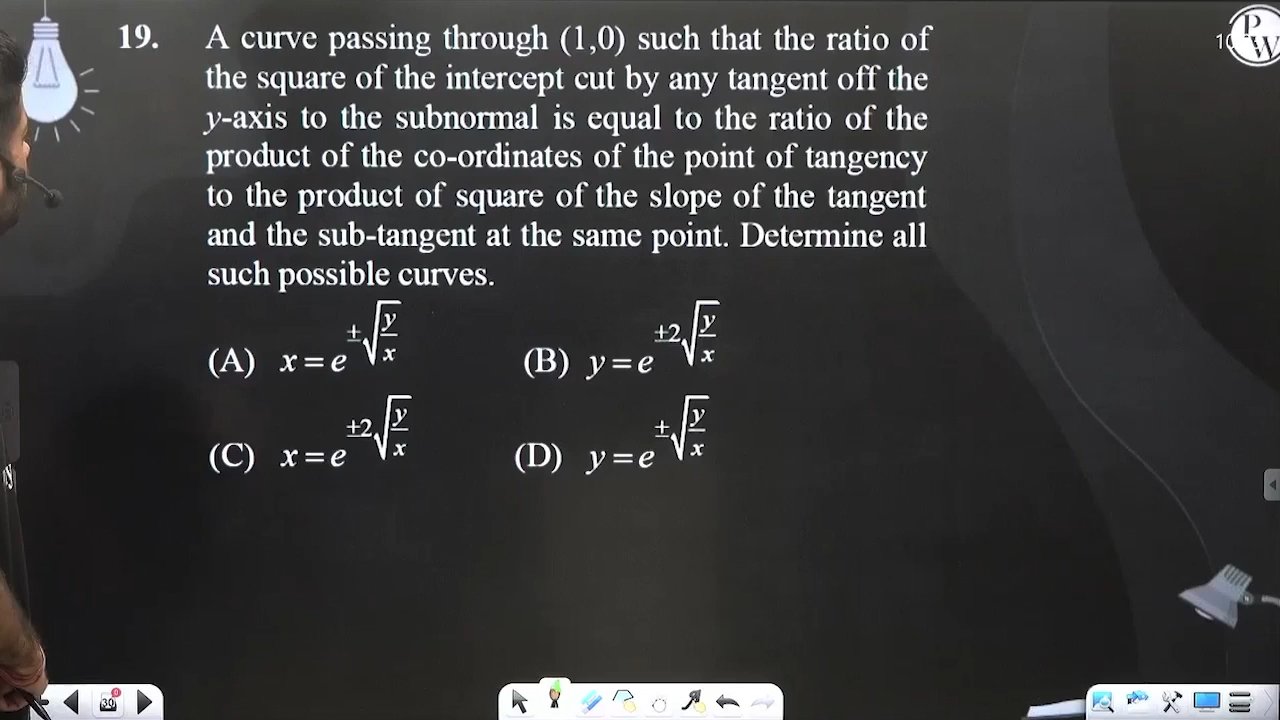 19. A curve passing through (1,0) such that the ratio of
the square of the intercept cut by any tangent off the
y-axis to the subnormal is equal to the ratio of the
product of the co-ordinates of the point of tangency
to the product of square of the slope of the tangent
and the sub-tangent at the same point. Determine all
such possible curves.
(A) x = e^{±√(y/x)} (B) y = e^{±2√(y/x)}
(C) x = e^{±2√(y/x)} (D) y = e^{±√(y/x)}
PW
30
0